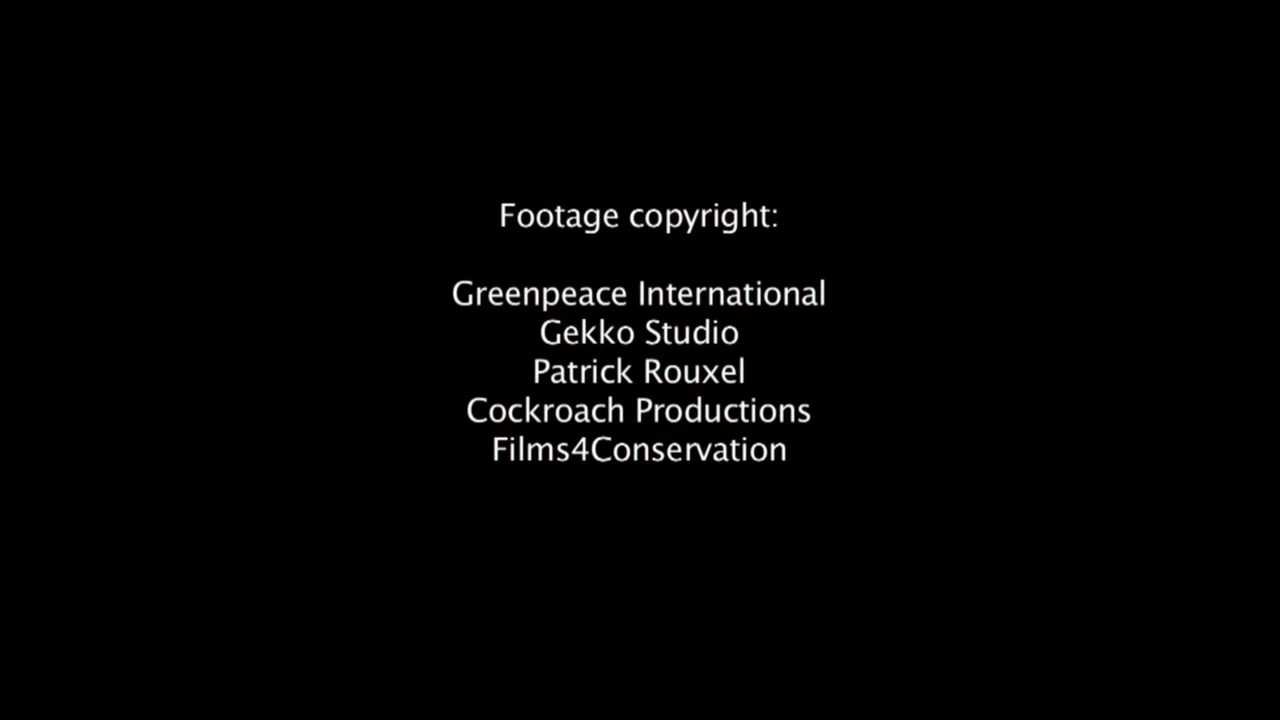 Footage copyright:
Greenpeace International
Gekko Studio
Patrick Rouxel
Cockroach Productions
Films4Conservation